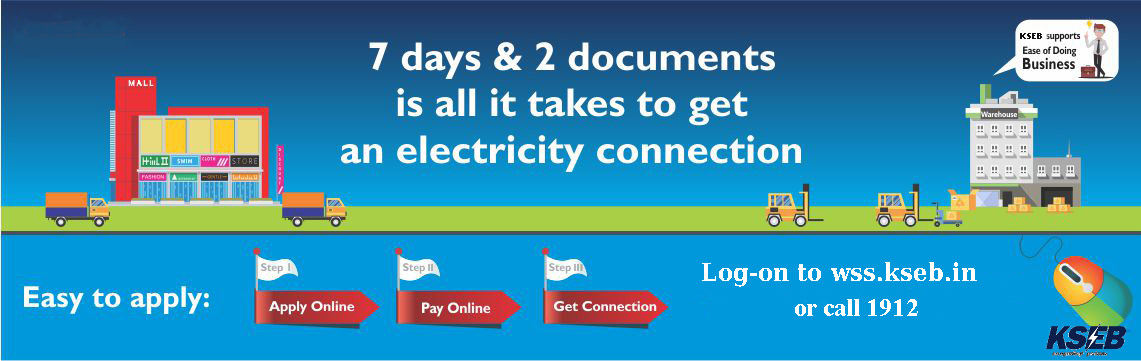 7 days & 2 documents
is all it takes to get
an electricity connection
KSEB supports
Ease of Doing
Business
MALL
SWIM
CLOTH
STORE
FASHION
GENTLE
Warehouse
Easy to apply:
Step I
Apply Online
Step II
Pay Online
Step III
Get Connection
Log-on to wss.kseb.in
or call 1912
KSEB